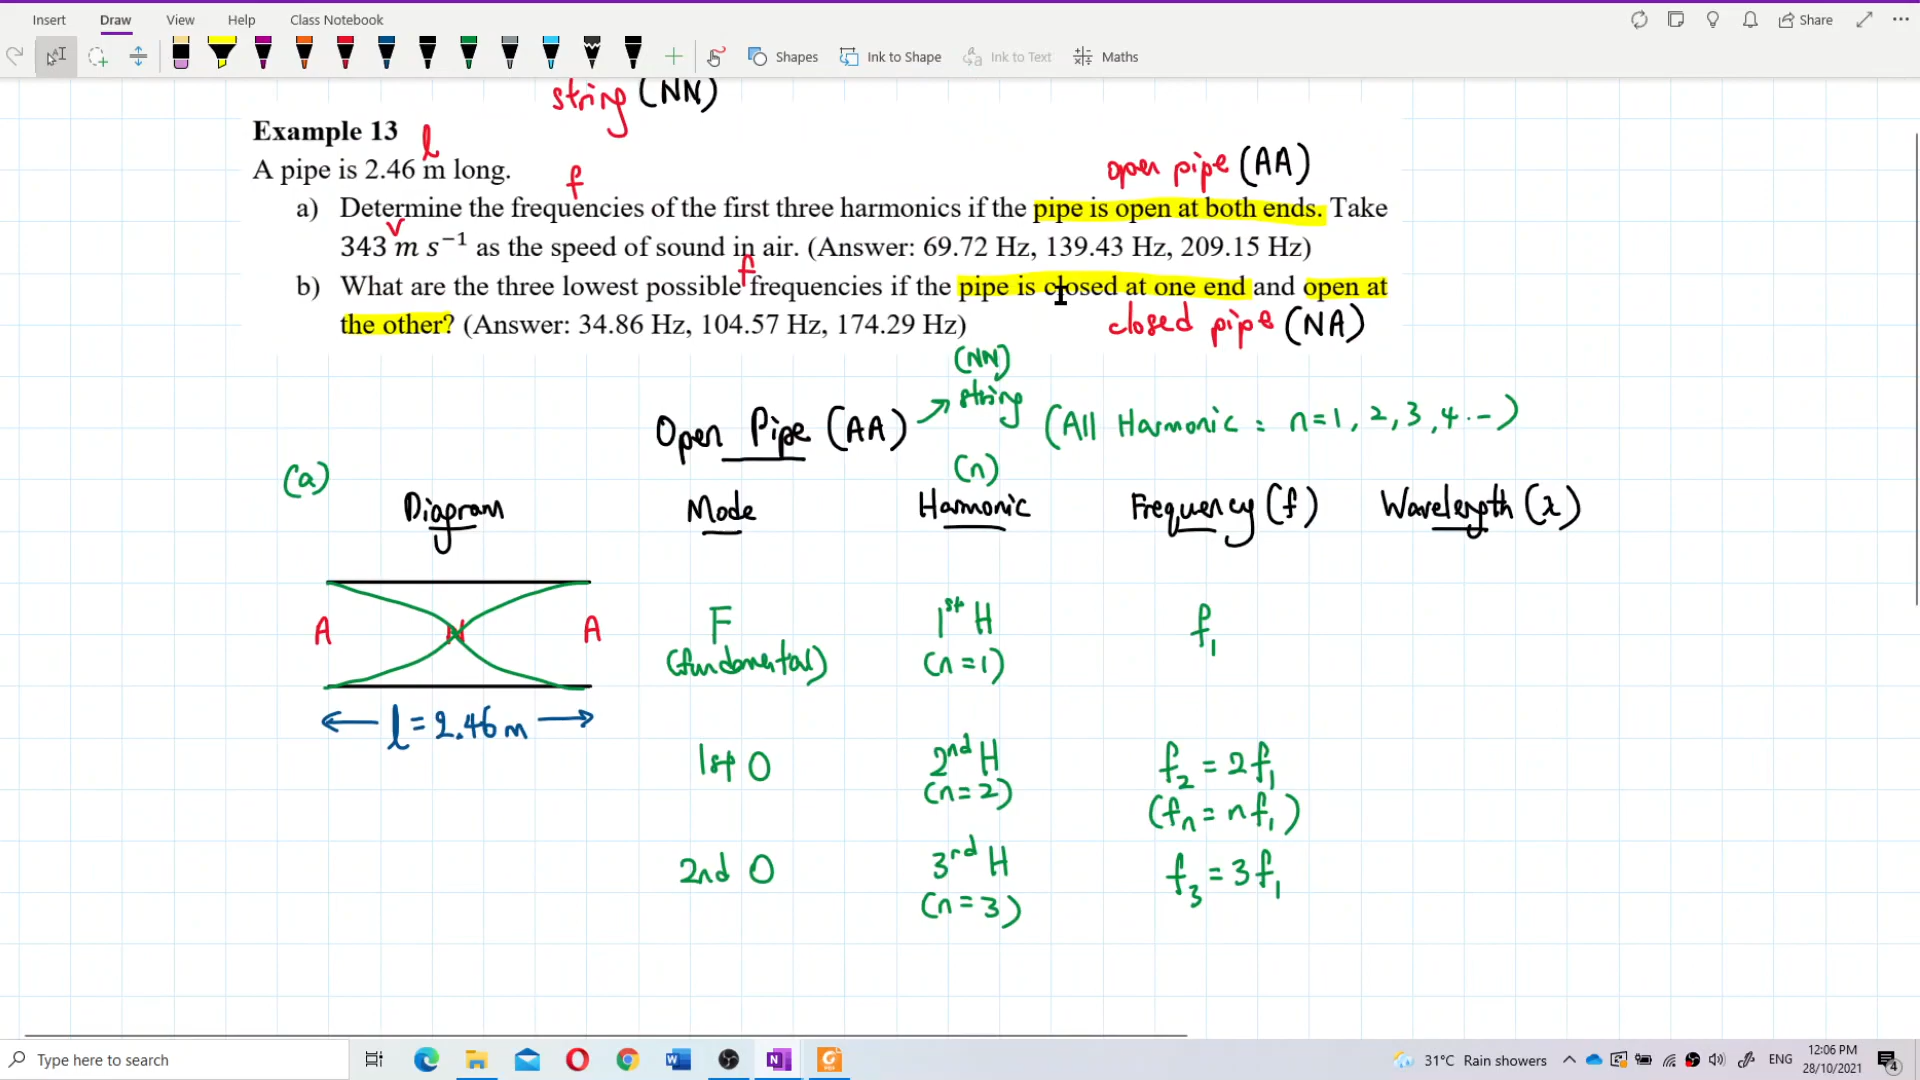 Insert Draw View Help Class Notebook Share
Shapes Ink to Shape Ink to Text Maths
string (NN)
Example 13
l
A pipe is 2.46 m long.
open pipe (AA)
f
a) Determine the frequencies of the first three harmonics if the pipe is open at both ends. Take
v
343 m s⁻¹ as the speed of sound in air. (Answer: 69.72 Hz, 139.43 Hz, 209.15 Hz)
f
b) What are the three lowest possible frequencies if the pipe is closed at one end and open at
the other? (Answer: 34.86 Hz, 104.57 Hz, 174.29 Hz)
closed pipe (NA)
(NN)
string
Open Pipe (AA) → (All Harmonic : n=1, 2, 3, 4...)
(a)
(n)
Diagram Mode Harmonic Frequency (f) Wavelength (λ)
A N A
F
(fundamental)
1st H
(n=1)
f₁
← l = 2.46 m →
1st O
2nd H
(n=2)
f₂ = 2f₁
(fₙ = nf₁)
2nd O
3rd H
(n=3)
f₃ = 3f₁
Type here to search
31°C Rain showers ENG
12:06 PM
28/10/2021
4